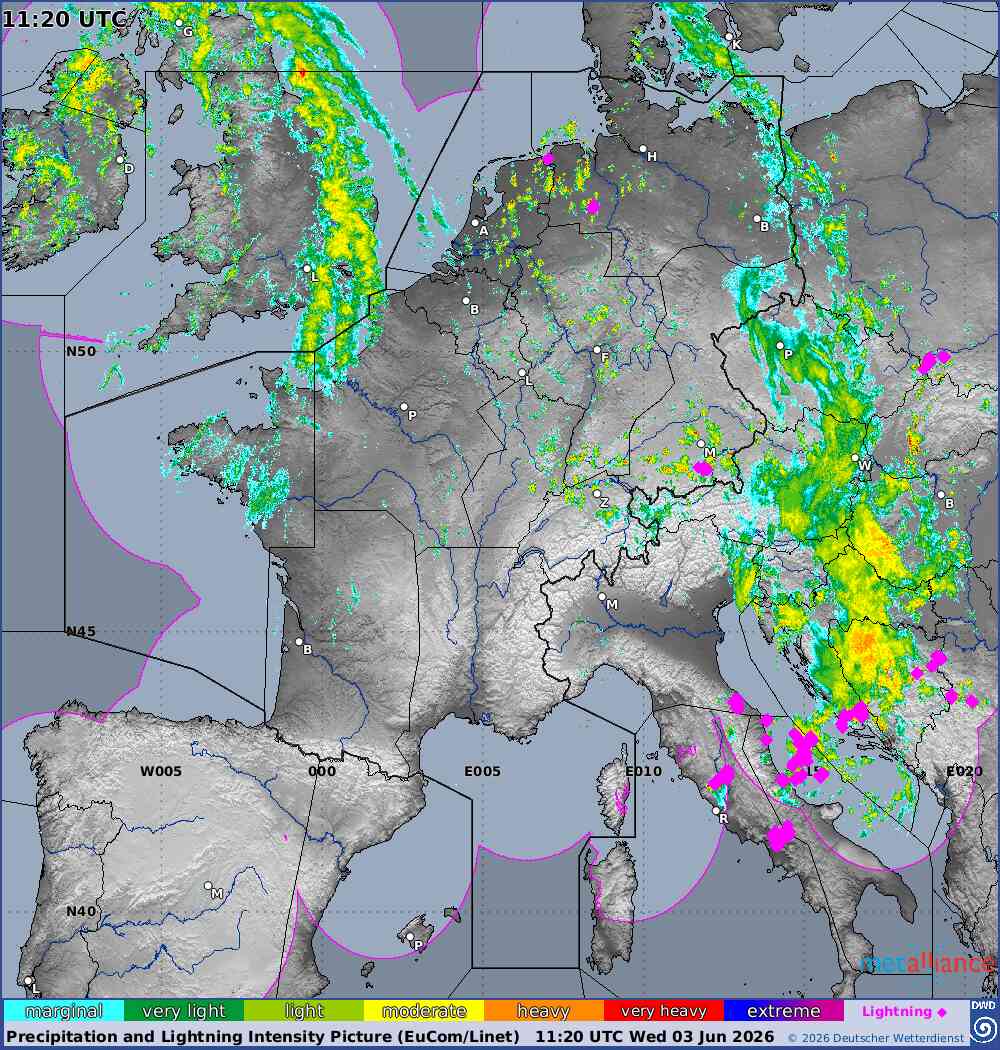 11:20 UTC
G
K
D
H
A
B
L
B
N50
P
F
L
P
M
W
Z
B
M
N45
B
W005
000
E005
E010
15
E020
R
M
N40
P
L
metalliance
marginal very light light moderate heavy very heavy extreme Lightning
DWD
Precipitation and Lightning Intensity Picture (EuCom/Linet) 11:20 UTC Wed 03 Jun 2026 © 2026 Deutscher Wetterdienst